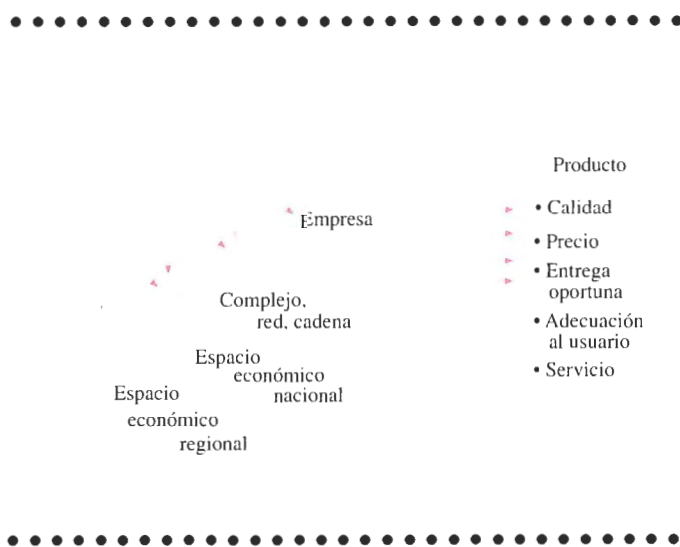 Producto
• Calidad
• Precio
• Entrega
oportuna
• Adecuación
al usuario
• Servicio
Empresa
Complejo,
red, cadena
Espacio
económico
nacional
Espacio
económico
regional